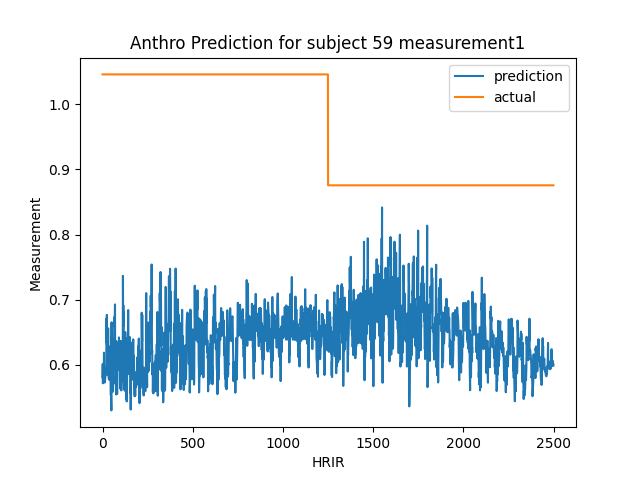 Anthro Prediction for subject 59 measurement1
prediction
actual
Measurement
1.0
0.9
0.8
0.7
0.6
0
500
1000
1500
2000
2500
HRIR